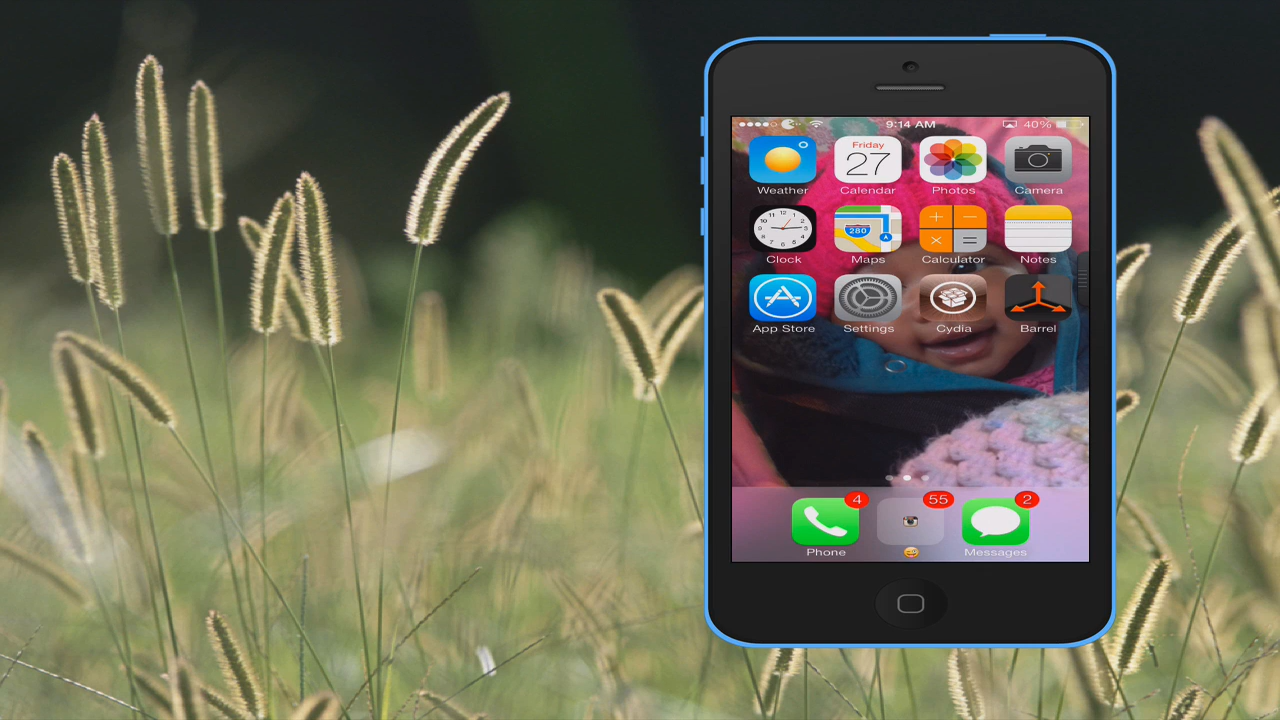 9:14 AM 40%
Friday
27
Weather Calendar Photos Camera
280
Clock Maps Calculator Notes
App Store Settings Cydia Barrel
4 55 2
Phone Messages